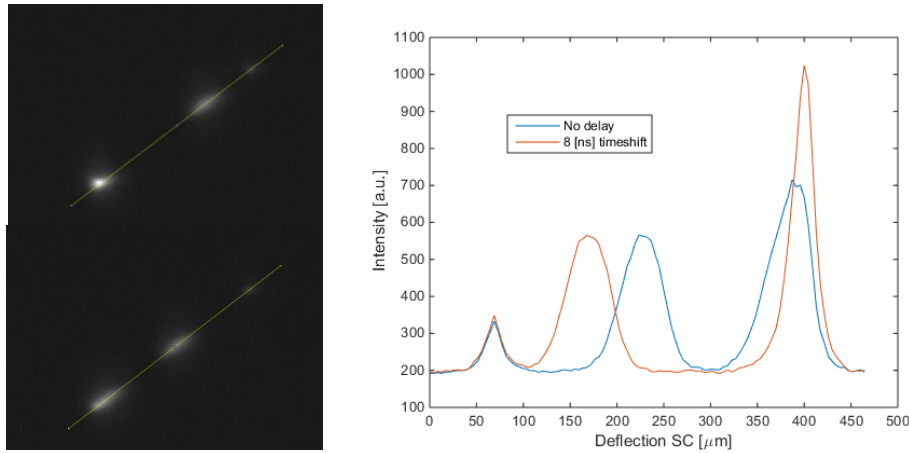 1100
1000
900
800
700
600
500
400
300
200
100
Intensity [a.u.]
No delay
8 [ns] timeshift
0 50 100 150 200 250 300 350 400 450 500
Deflection SC [μm]